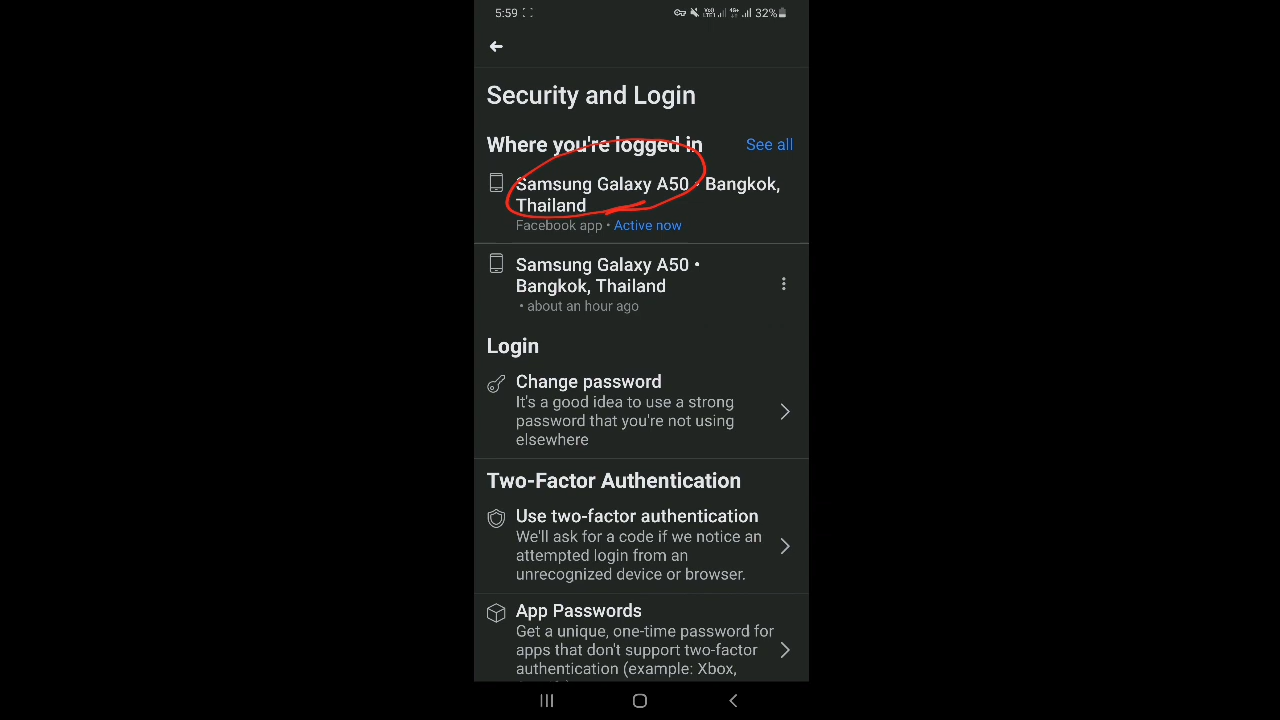 5:59 32%
Security and Login
Where you're logged in See all
Samsung Galaxy A50 • Bangkok,
Thailand
Facebook app • Active now
Samsung Galaxy A50 •
Bangkok, Thailand
• about an hour ago
Login
Change password
It's a good idea to use a strong
password that you're not using
elsewhere
Two-Factor Authentication
Use two-factor authentication
We'll ask for a code if we notice an
attempted login from an
unrecognized device or browser.
App Passwords
Get a unique, one-time password for
apps that don't support two-factor
authentication (example: Xbox,